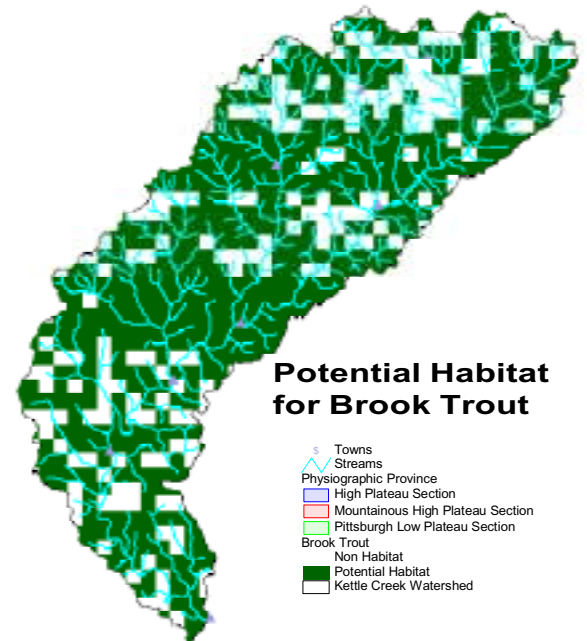 Potential Habitat
for Brook Trout
$ Towns
Streams
Physiographic Province
High Plateau Section
Mountainous High Plateau Section
Pittsburgh Low Plateau Section
Brook Trout
Non Habitat
Potential Habitat
Kettle Creek Watershed